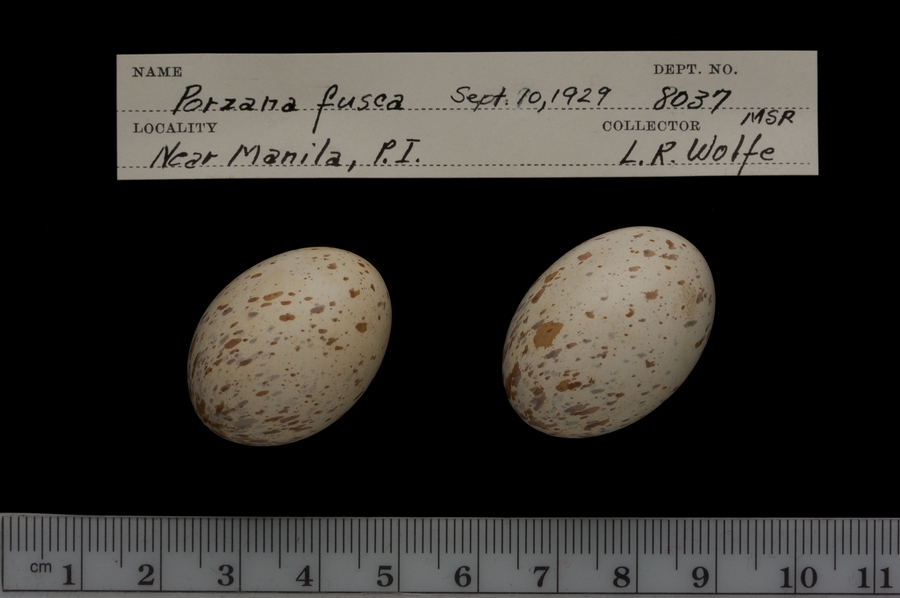 NAME DEPT. NO.
Porzana fusca Sept. 10, 1929 8037
LOCALITY COLLECTOR MSR
Near Manila, P.I. L.R. Wolfe
cm 1 2 3 4 5 6 7 8 9 10 11